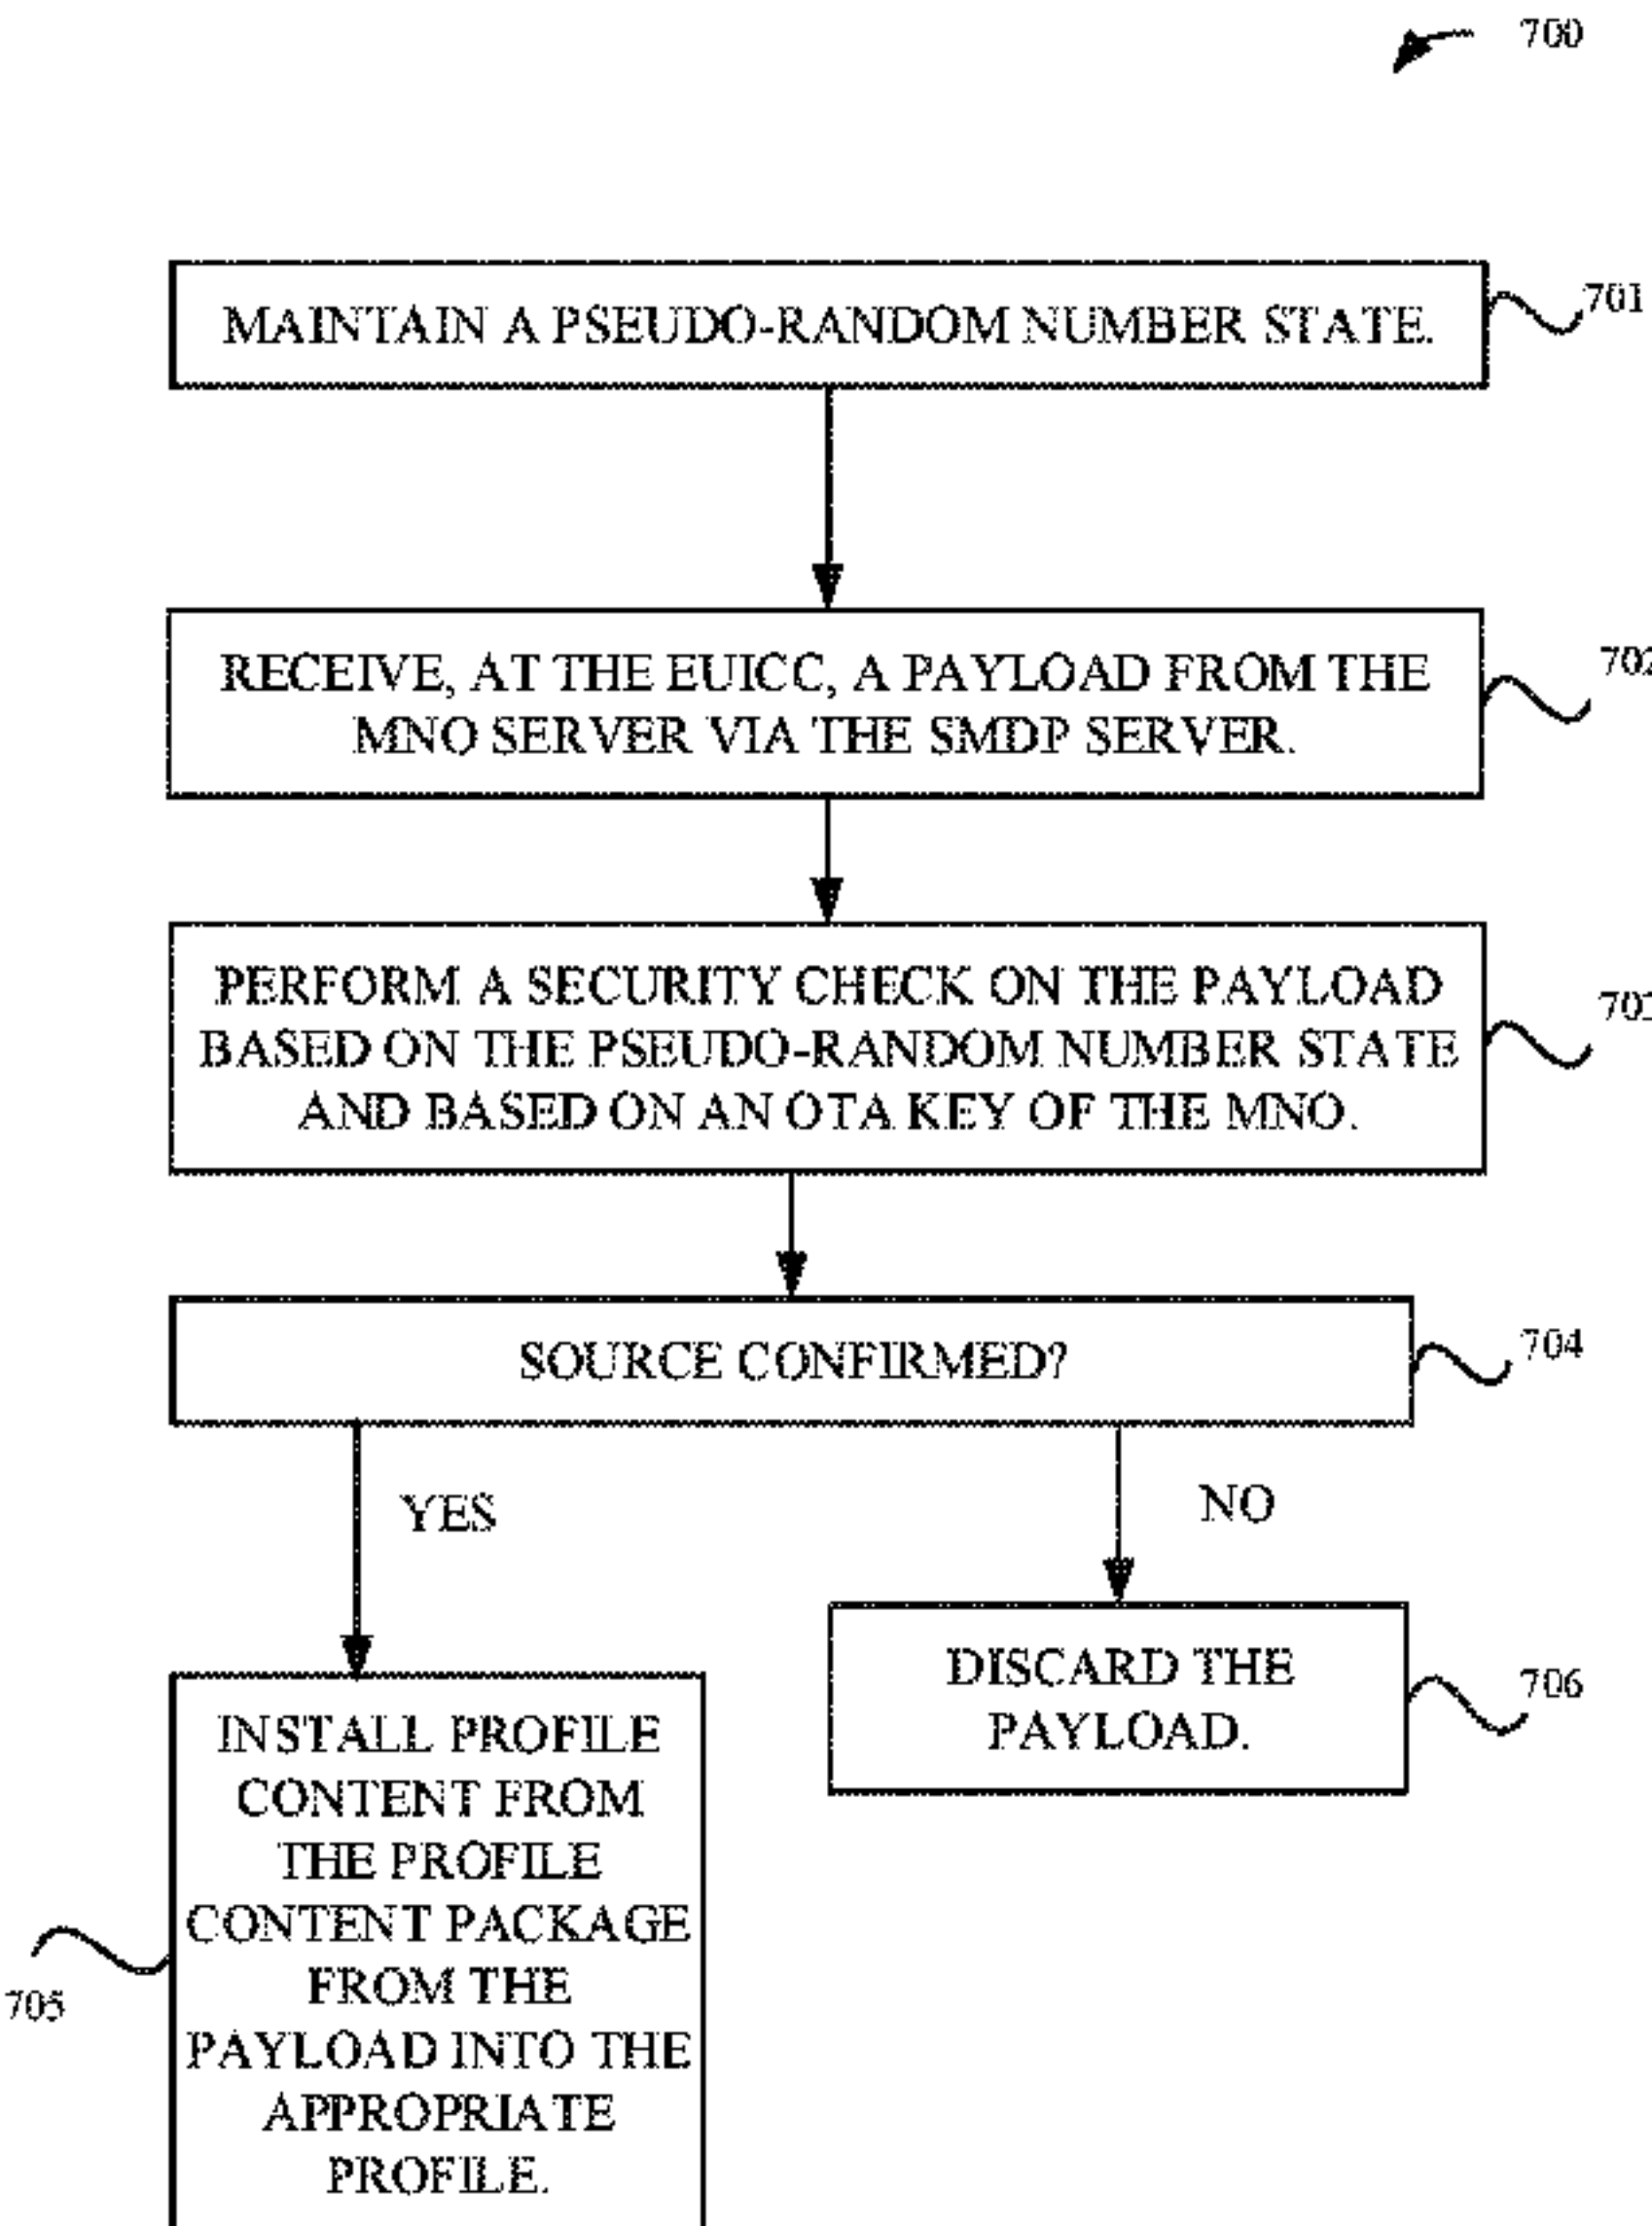 700
MAINTAIN A PSEUDO-RANDOM NUMBER STATE.
701
RECEIVE, AT THE EUICC, A PAYLOAD FROM THE
MNO SERVER VIA THE SMDP SERVER.
702
PERFORM A SECURITY CHECK ON THE PAYLOAD
BASED ON THE PSEUDO-RANDOM NUMBER STATE
AND BASED ON AN OTA KEY OF THE MNO.
703
SOURCE CONFIRMED?
704
YES
NO
DISCARD THE
PAYLOAD.
706
INSTALL PROFILE
CONTENT FROM
THE PROFILE
CONTENT PACKAGE
FROM THE
PAYLOAD INTO THE
APPROPRIATE
PROFILE.
705